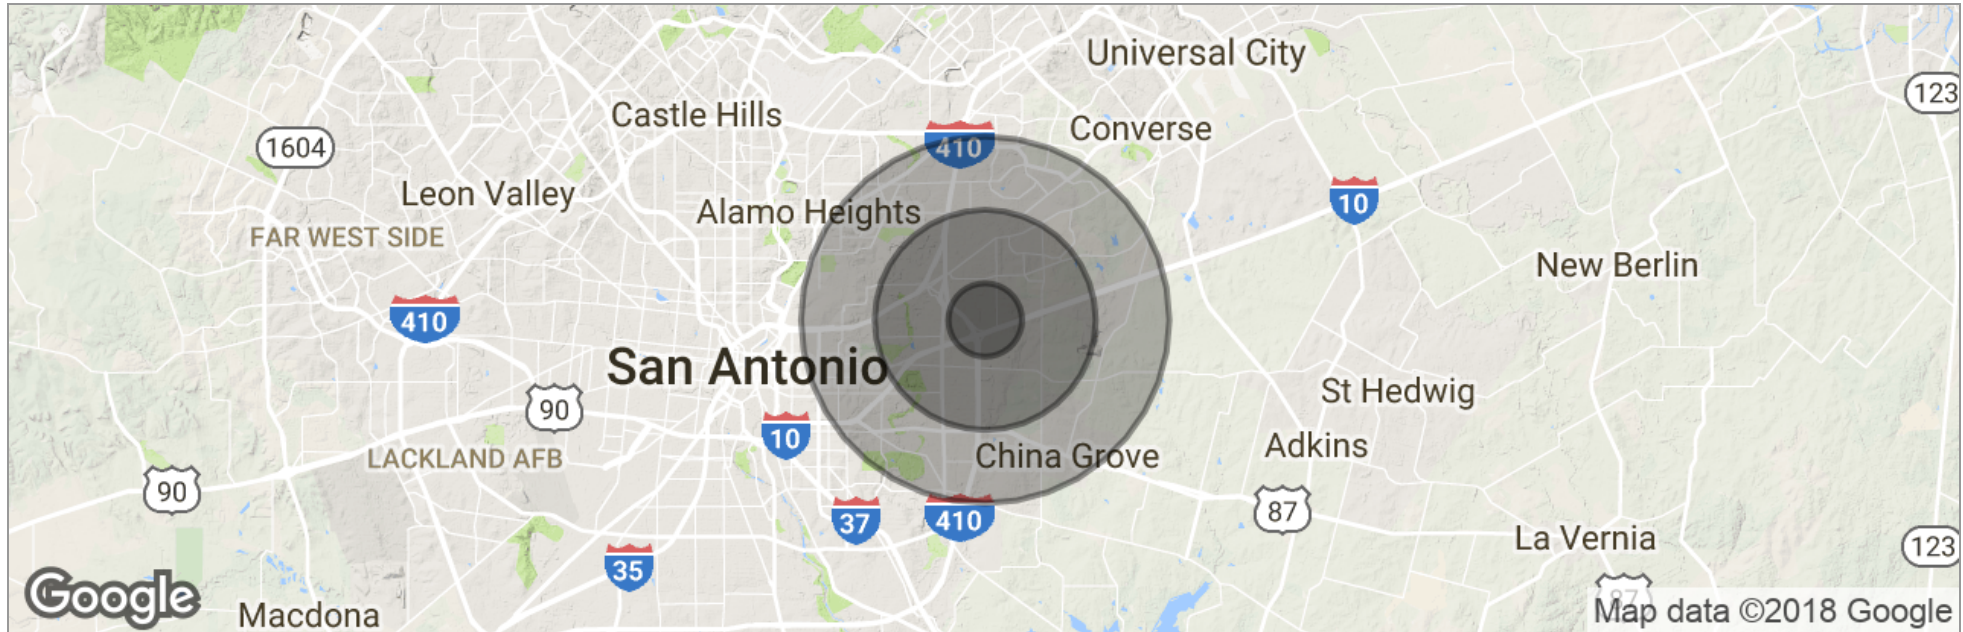 Universal City
123
Castle Hills
Converse
1604
410
Leon Valley
10
Alamo Heights
FAR WEST SIDE
New Berlin
410
San Antonio
90
St Hedwig
10
Adkins
China Grove
LACKLAND AFB
90
87
37
410
La Vernia
123
35
87
Google
Macdona
Map data ©2018 Google